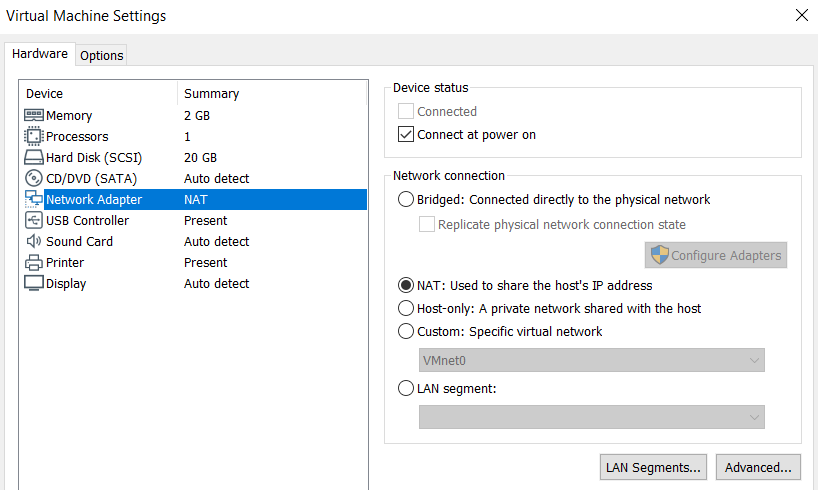 Virtual Machine Settings
Hardware Options
Device Summary
Memory 2 GB
Processors 1
Hard Disk (SCSI) 20 GB
CD/DVD (SATA) Auto detect
Network Adapter NAT
USB Controller Present
Sound Card Auto detect
Printer Present
Display Auto detect
Device status
Connected
Connect at power on
Network connection
Bridged: Connected directly to the physical network
Replicate physical network connection state
Configure Adapters
NAT: Used to share the host's IP address
Host-only: A private network shared with the host
Custom: Specific virtual network
VMnet0
LAN segment:
LAN Segments... Advanced...